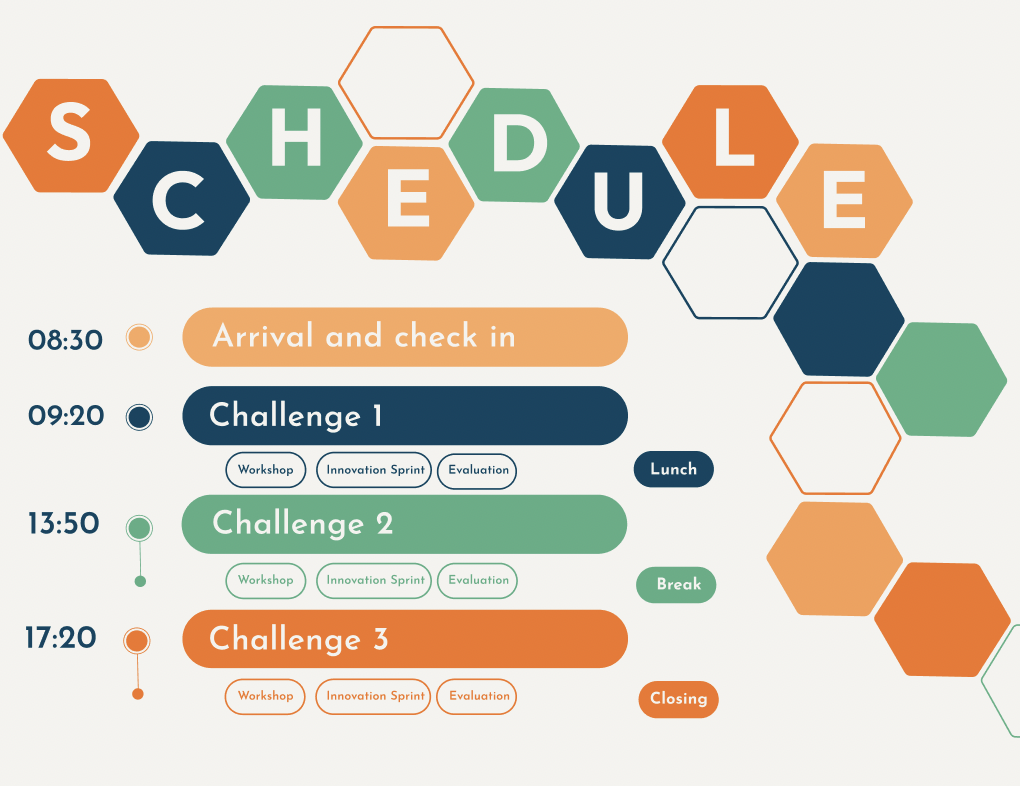 SCHEDULE
08:30 Arrival and check in
09:20 Challenge 1
Workshop Innovation Sprint Evaluation Lunch
13:50 Challenge 2
Workshop Innovation Sprint Evaluation Break
17:20 Challenge 3
Workshop Innovation Sprint Evaluation Closing